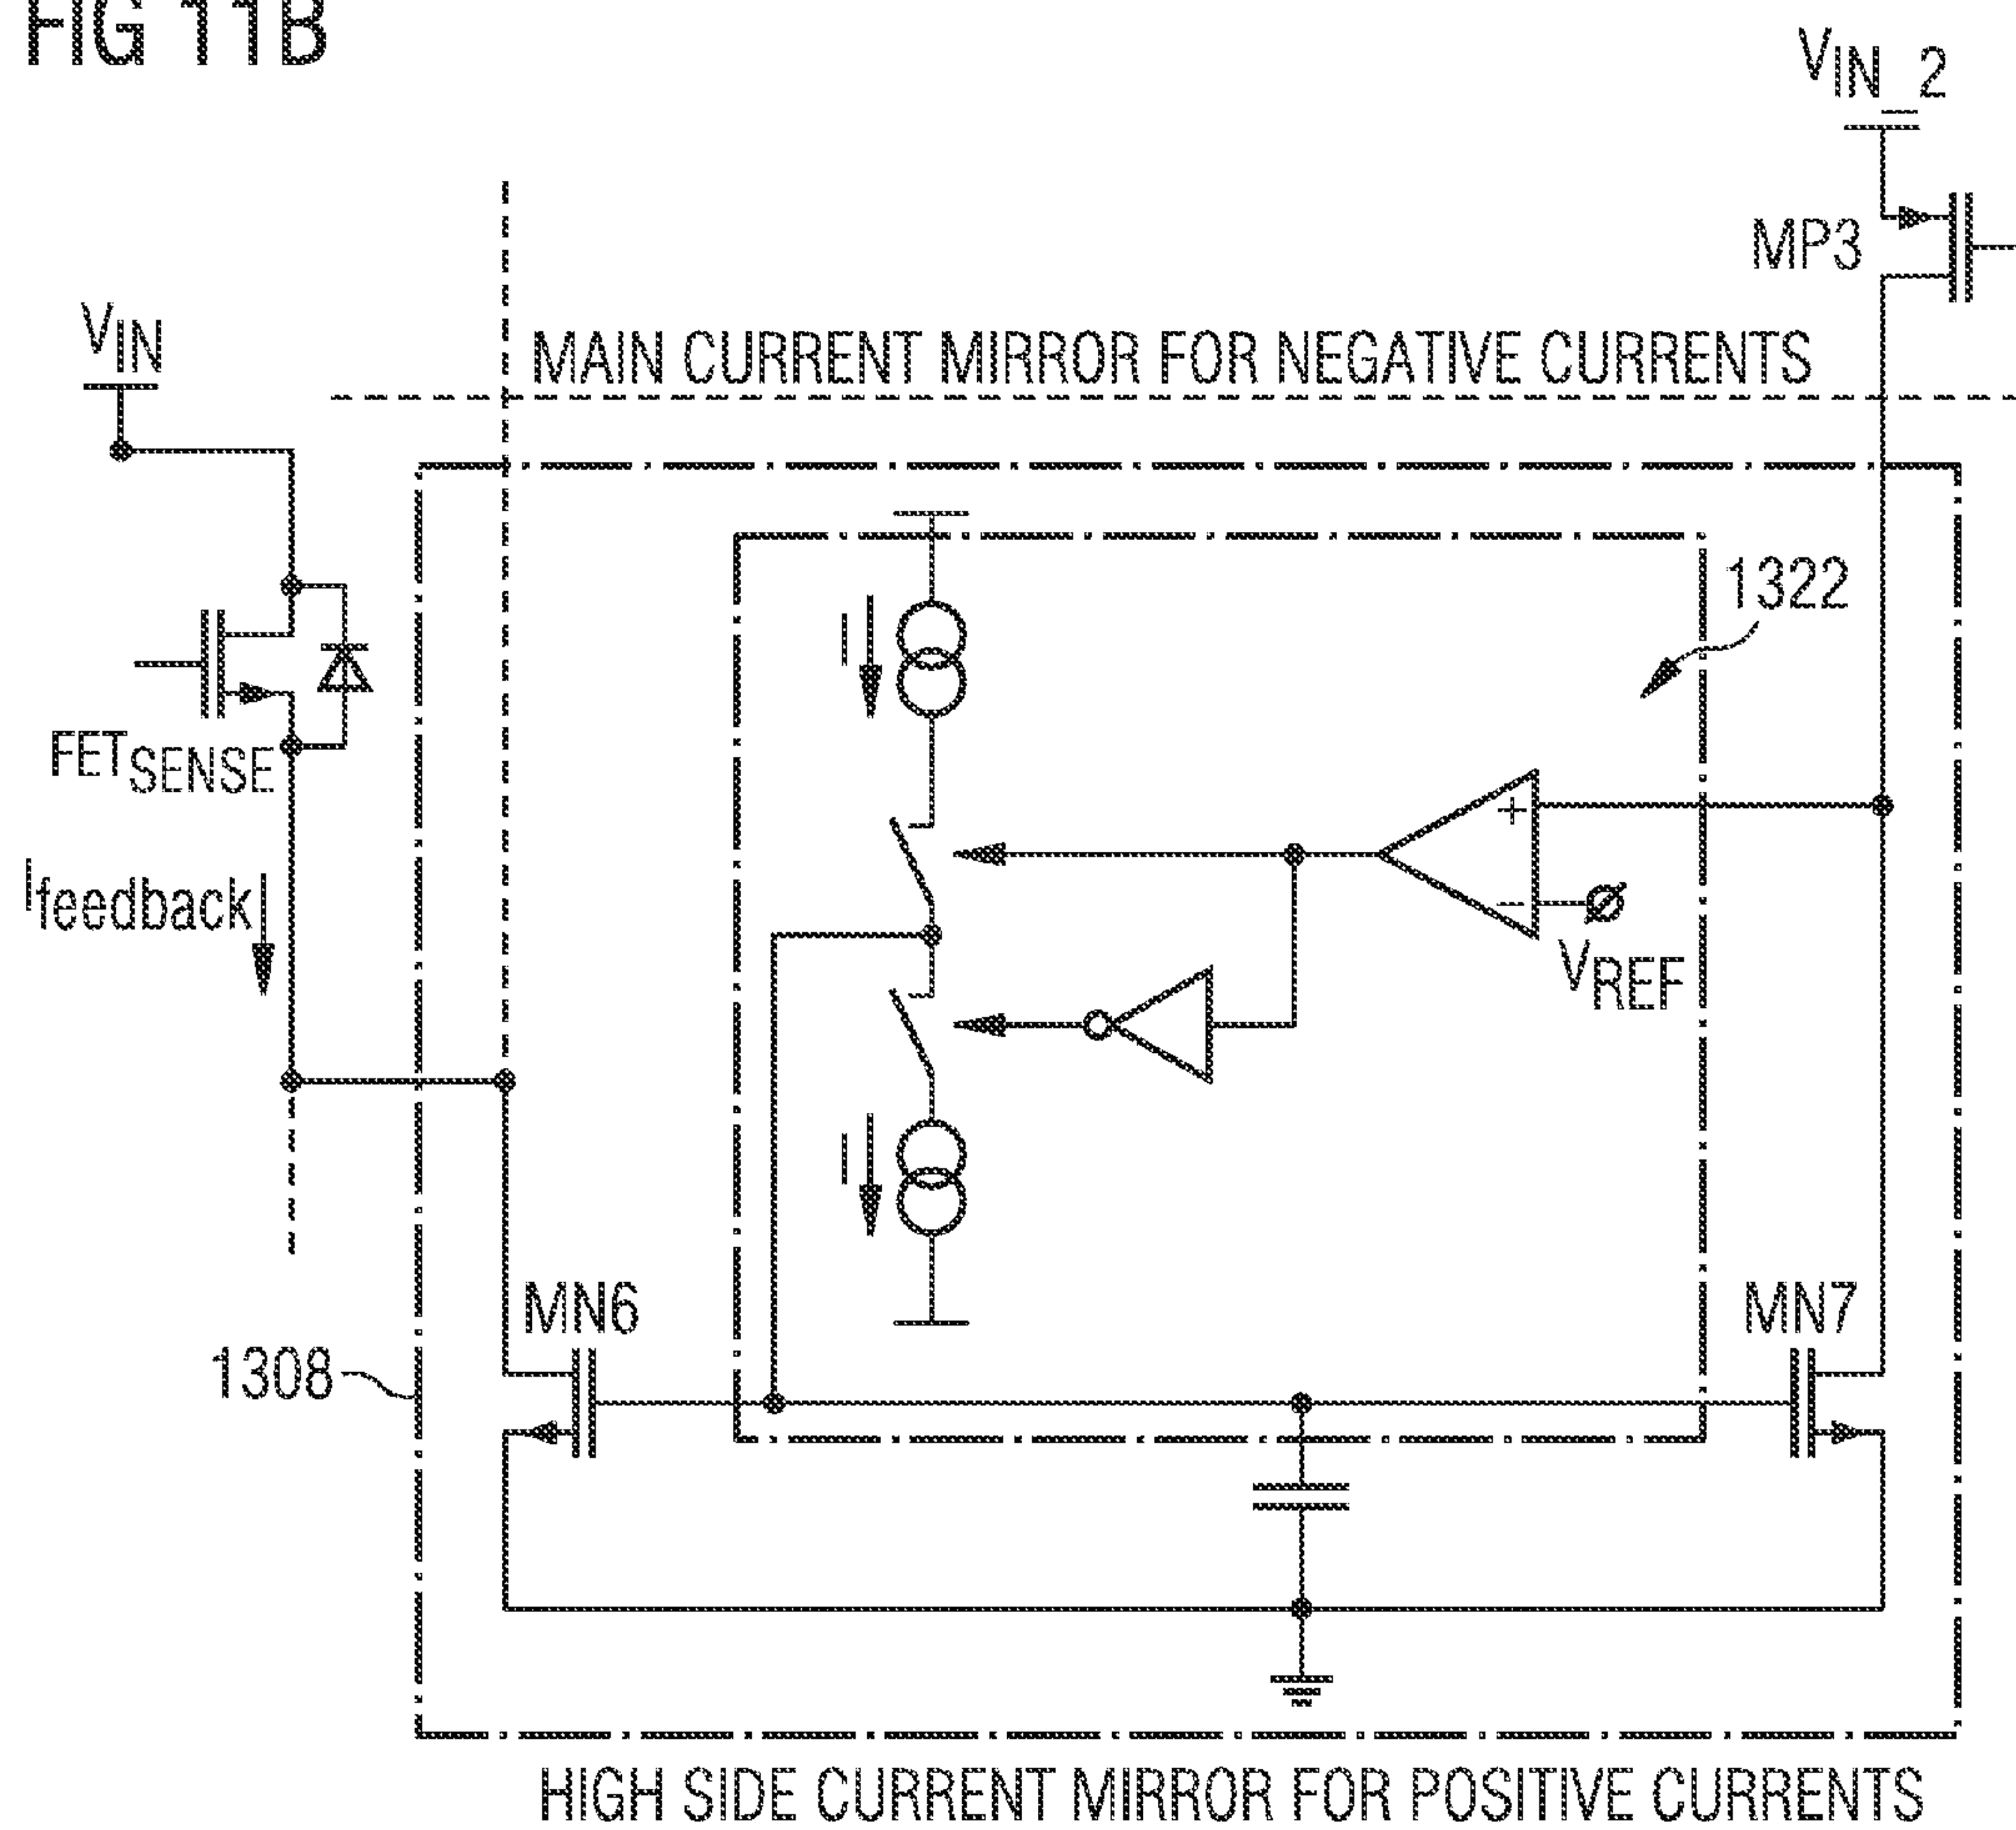 FIG 11B
VIN_2
MP3
VIN
MAIN CURRENT MIRROR FOR NEGATIVE CURRENTS
1322
I
+
FETSENSE
Ifeedback
−
VREF
I
MN6
MN7
1308
HIGH SIDE CURRENT MIRROR FOR POSITIVE CURRENTS